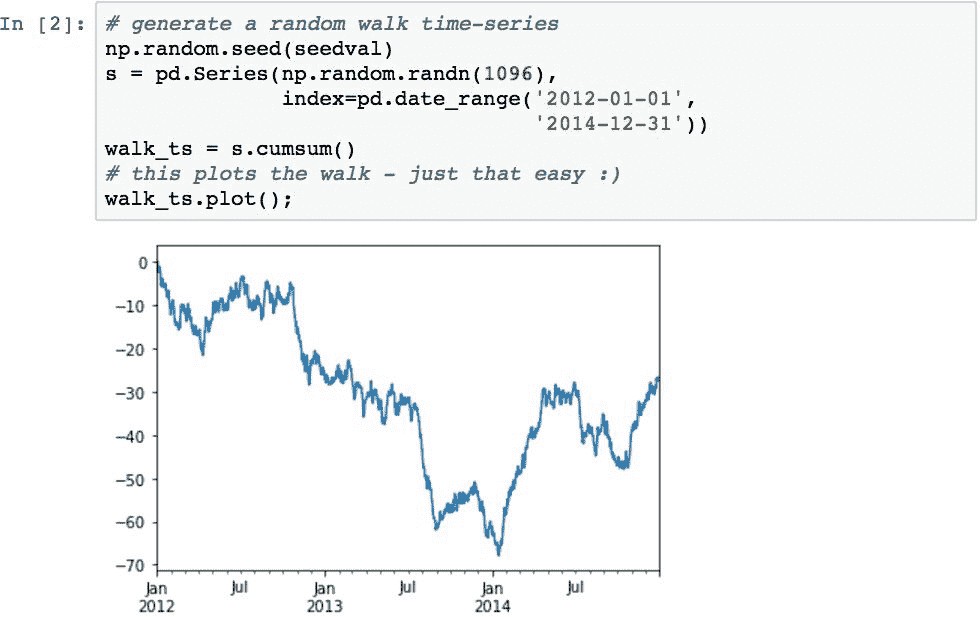 In [2]: # generate a random walk time-series
np.random.seed(seedval)
s = pd.Series(np.random.randn(1096),
index=pd.date_range('2012-01-01',
'2014-12-31'))
walk_ts = s.cumsum()
# this plots the walk - just that easy :)
walk_ts.plot();
0
−10
−20
−30
−40
−50
−60
−70
Jan Jul Jan Jul Jan Jul
2012 2013 2014